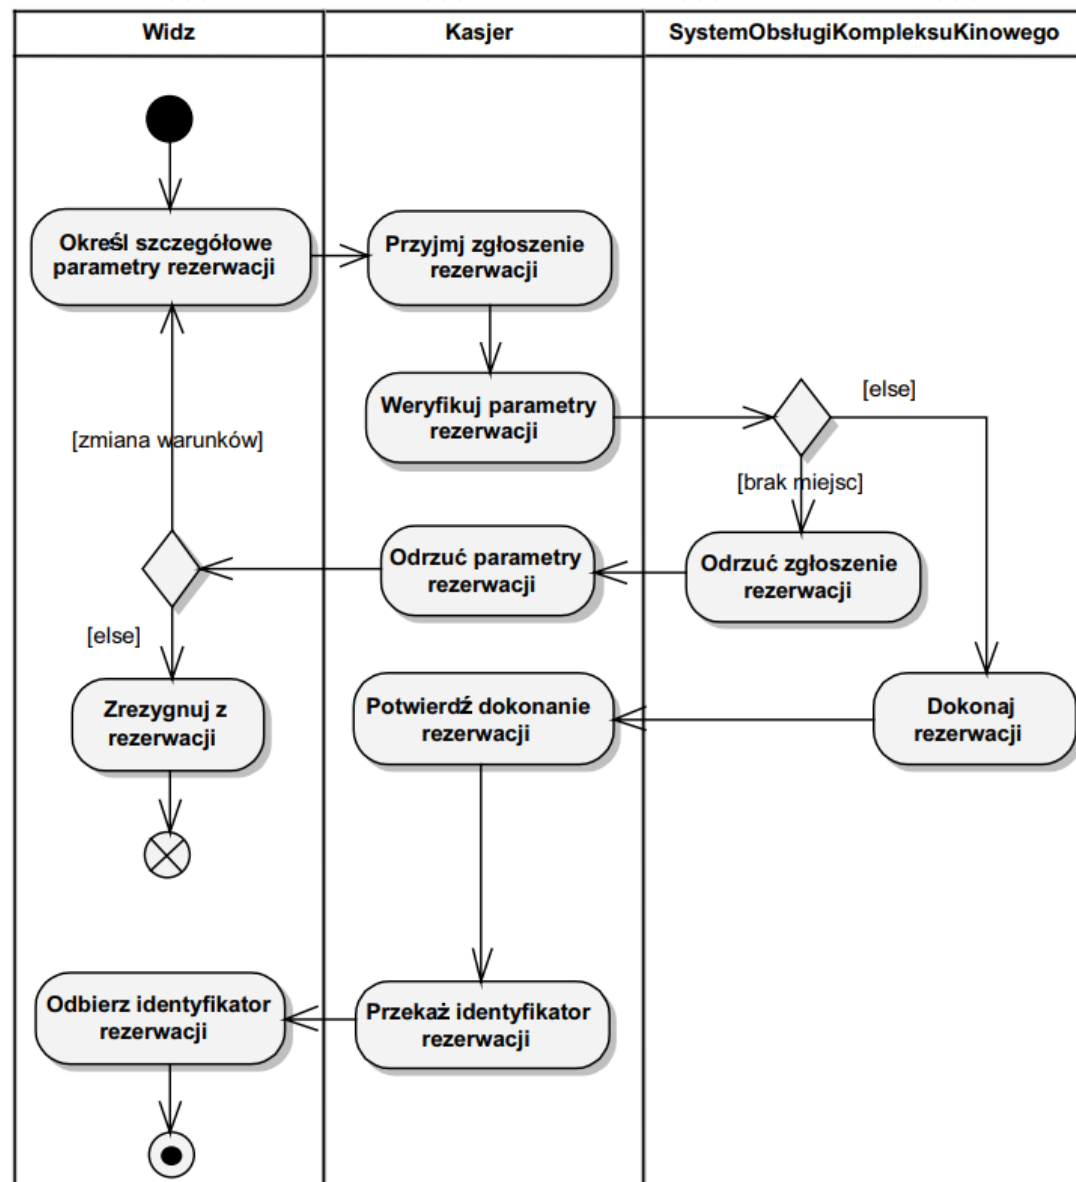 Widz
Kasjer
SystemObsługiKompleksuKinowego
Określ szczegółowe
parametry rezerwacji
Przyjmj zgłoszenie
rezerwacji
Weryfikuj parametry
rezerwacji
[else]
[zmiana warunków]
[brak miejsc]
Odrzuć parametry
rezerwacji
Odrzuć zgłoszenie
rezerwacji
[else]
Zrezygnuj z
rezerwacji
Potwierdź dokonanie
rezerwacji
Dokonaj
rezerwacji
Odbierz identyfikator
rezerwacji
Przekaż identyfikator
rezerwacji